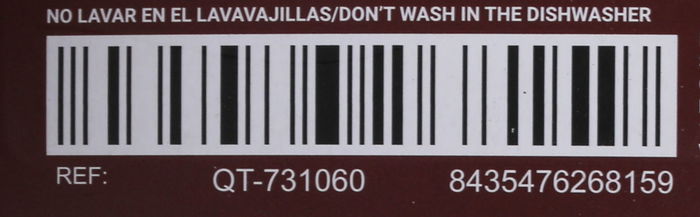 NO LAVAR EN EL LAVAVAJILLAS/DON'T WASH IN THE DISHWASHER
REF: QT-731060 8435476268159